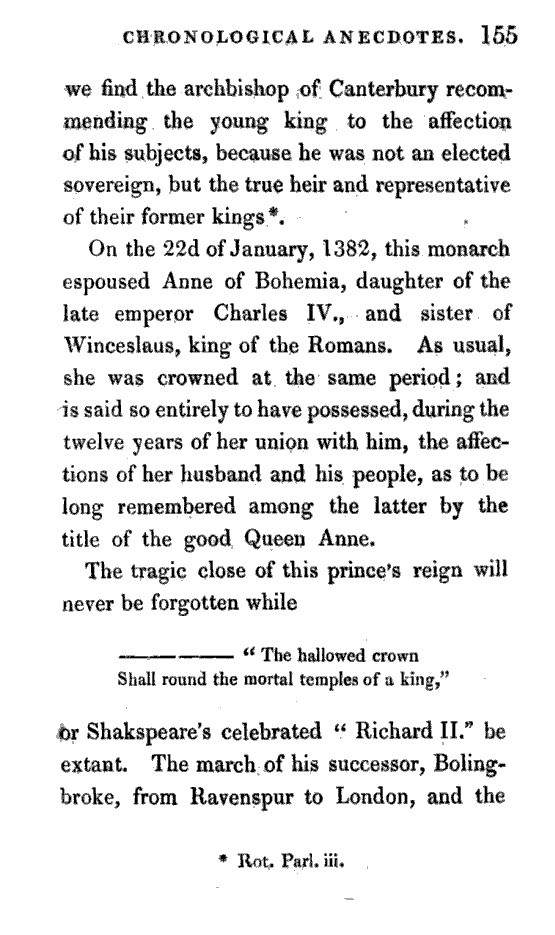 CHRONOLOGICAL ANECDOTES. 155
we find the archbishop of Canterbury recom-
mending the young king to the affection
of his subjects, because he was not an elected
sovereign, but the true heir and representative
of their former kings*.
On the 22d of January, 1382, this monarch
espoused Anne of Bohemia, daughter of the
late emperor Charles IV., and sister of
Winceslaus, king of the Romans. As usual,
she was crowned at the same period; and
is said so entirely to have possessed, during the
twelve years of her union with him, the affec-
tions of her husband and his people, as to be
long remembered among the latter by the
title of the good Queen Anne.
The tragic close of this prince's reign will
never be forgotten while
———— “ The hallowed crown
Shall round the mortal temples of a king,”
or Shakspeare's celebrated “ Richard II.” be
extant. The march of his successor, Boling-
broke, from Ravenspur to London, and the
* Rot. Parl. iii.